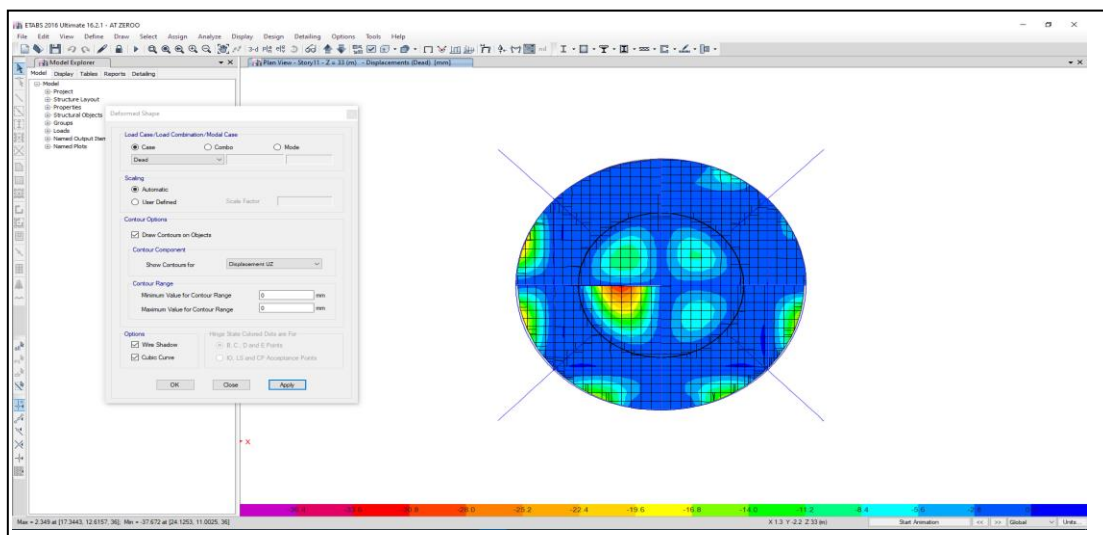 ETABS 2016 Ultimate 16.2.1 - AT ZEROO
File Edit View Define Draw Select Assign Analyze Display Design Detailing Options Tools Help
Model Explorer
Plan View - Story11 - Z = 33 (m) - Displacements (Dead) [mm]
Model Display Tables Reports Detailing
Model
Project
Structure Layout
Properties
Structural Objects
Groups
Loads
Named Output Item
Named Plots
Deformed Shape
Load Case/Load Combination/Modal Case
Case Combo Mode
Dead
Scaling
Automatic
User Defined Scale Factor
Contour Options
Draw Contours on Objects
Contour Component
Show Contours for Displacement UZ
Contour Range
Minimum Value for Contour Range 0 mm
Maximum Value for Contour Range 0 mm
Options
Wire Shadow
Cubic Curve
Hinge State Colored Dots are For
B, C, D and E Points
IO, LS and CP Acceptance Points
OK Close Apply
X
-28.0 -25.2 -22.4 -19.6 -16.8 -14.0 -11.2 -8.4 -5.6
Max = 2.349 at [17.3443, 12.6157, 36]; Min = -37.672 at [24.1253, 11.0025, 36]
X 1.3 Y -2.2 Z 33 (m)
Start Animation << >> Global Units...